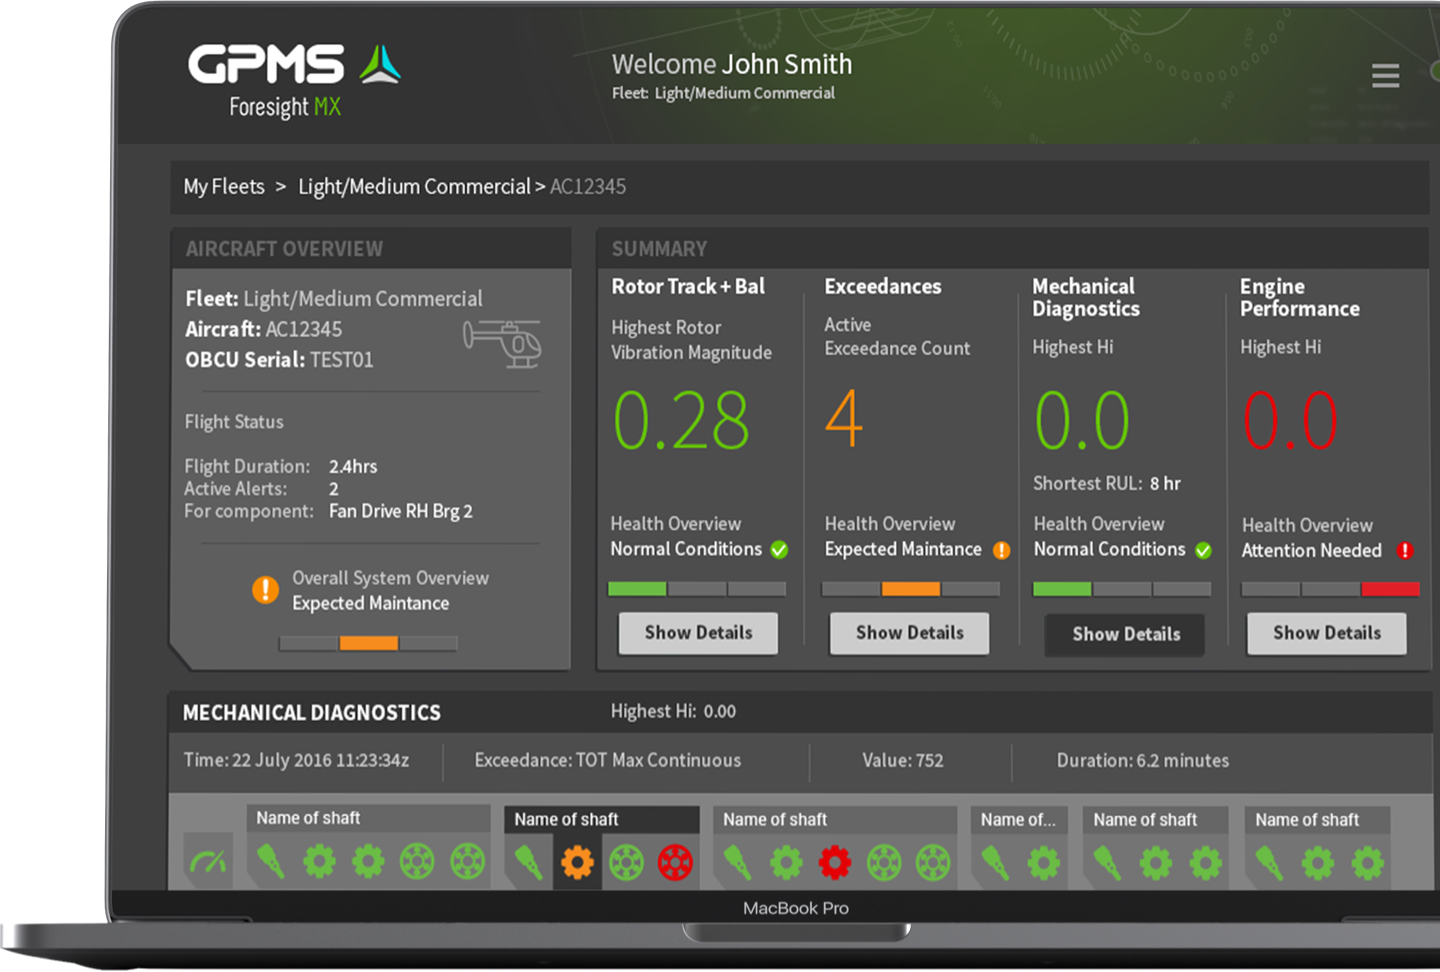 GPMS
Foresight MX
Welcome John Smith
Fleet: Light/Medium Commercial
My Fleets > Light/Medium Commercial > AC12345
AIRCRAFT OVERVIEW
Fleet: Light/Medium Commercial
Aircraft: AC12345
OBCU Serial: TEST01
Flight Status
Flight Duration: 2.4hrs
Active Alerts: 2
For component: Fan Drive RH Brg 2
Overall System Overview
Expected Maintance
SUMMARY
Rotor Track + Bal
Highest Rotor
Vibration Magnitude
0.28
Health Overview
Normal Conditions
Show Details
Exceedances
Active
Exceedance Count
4
Health Overview
Expected Maintance
Show Details
Mechanical
Diagnostics
Highest Hi
0.0
Shortest RUL: 8 hr
Health Overview
Normal Conditions
Show Details
Engine
Performance
Highest Hi
0.0
Health Overview
Attention Needed
Show Details
MECHANICAL DIAGNOSTICS Highest Hi: 0.00
Time: 22 July 2016 11:23:34z Exceedance: TOT Max Continuous Value: 752 Duration: 6.2 minutes
Name of shaft
Name of shaft
Name of shaft
Name of...
Name of shaft
Name of shaft
MacBook Pro